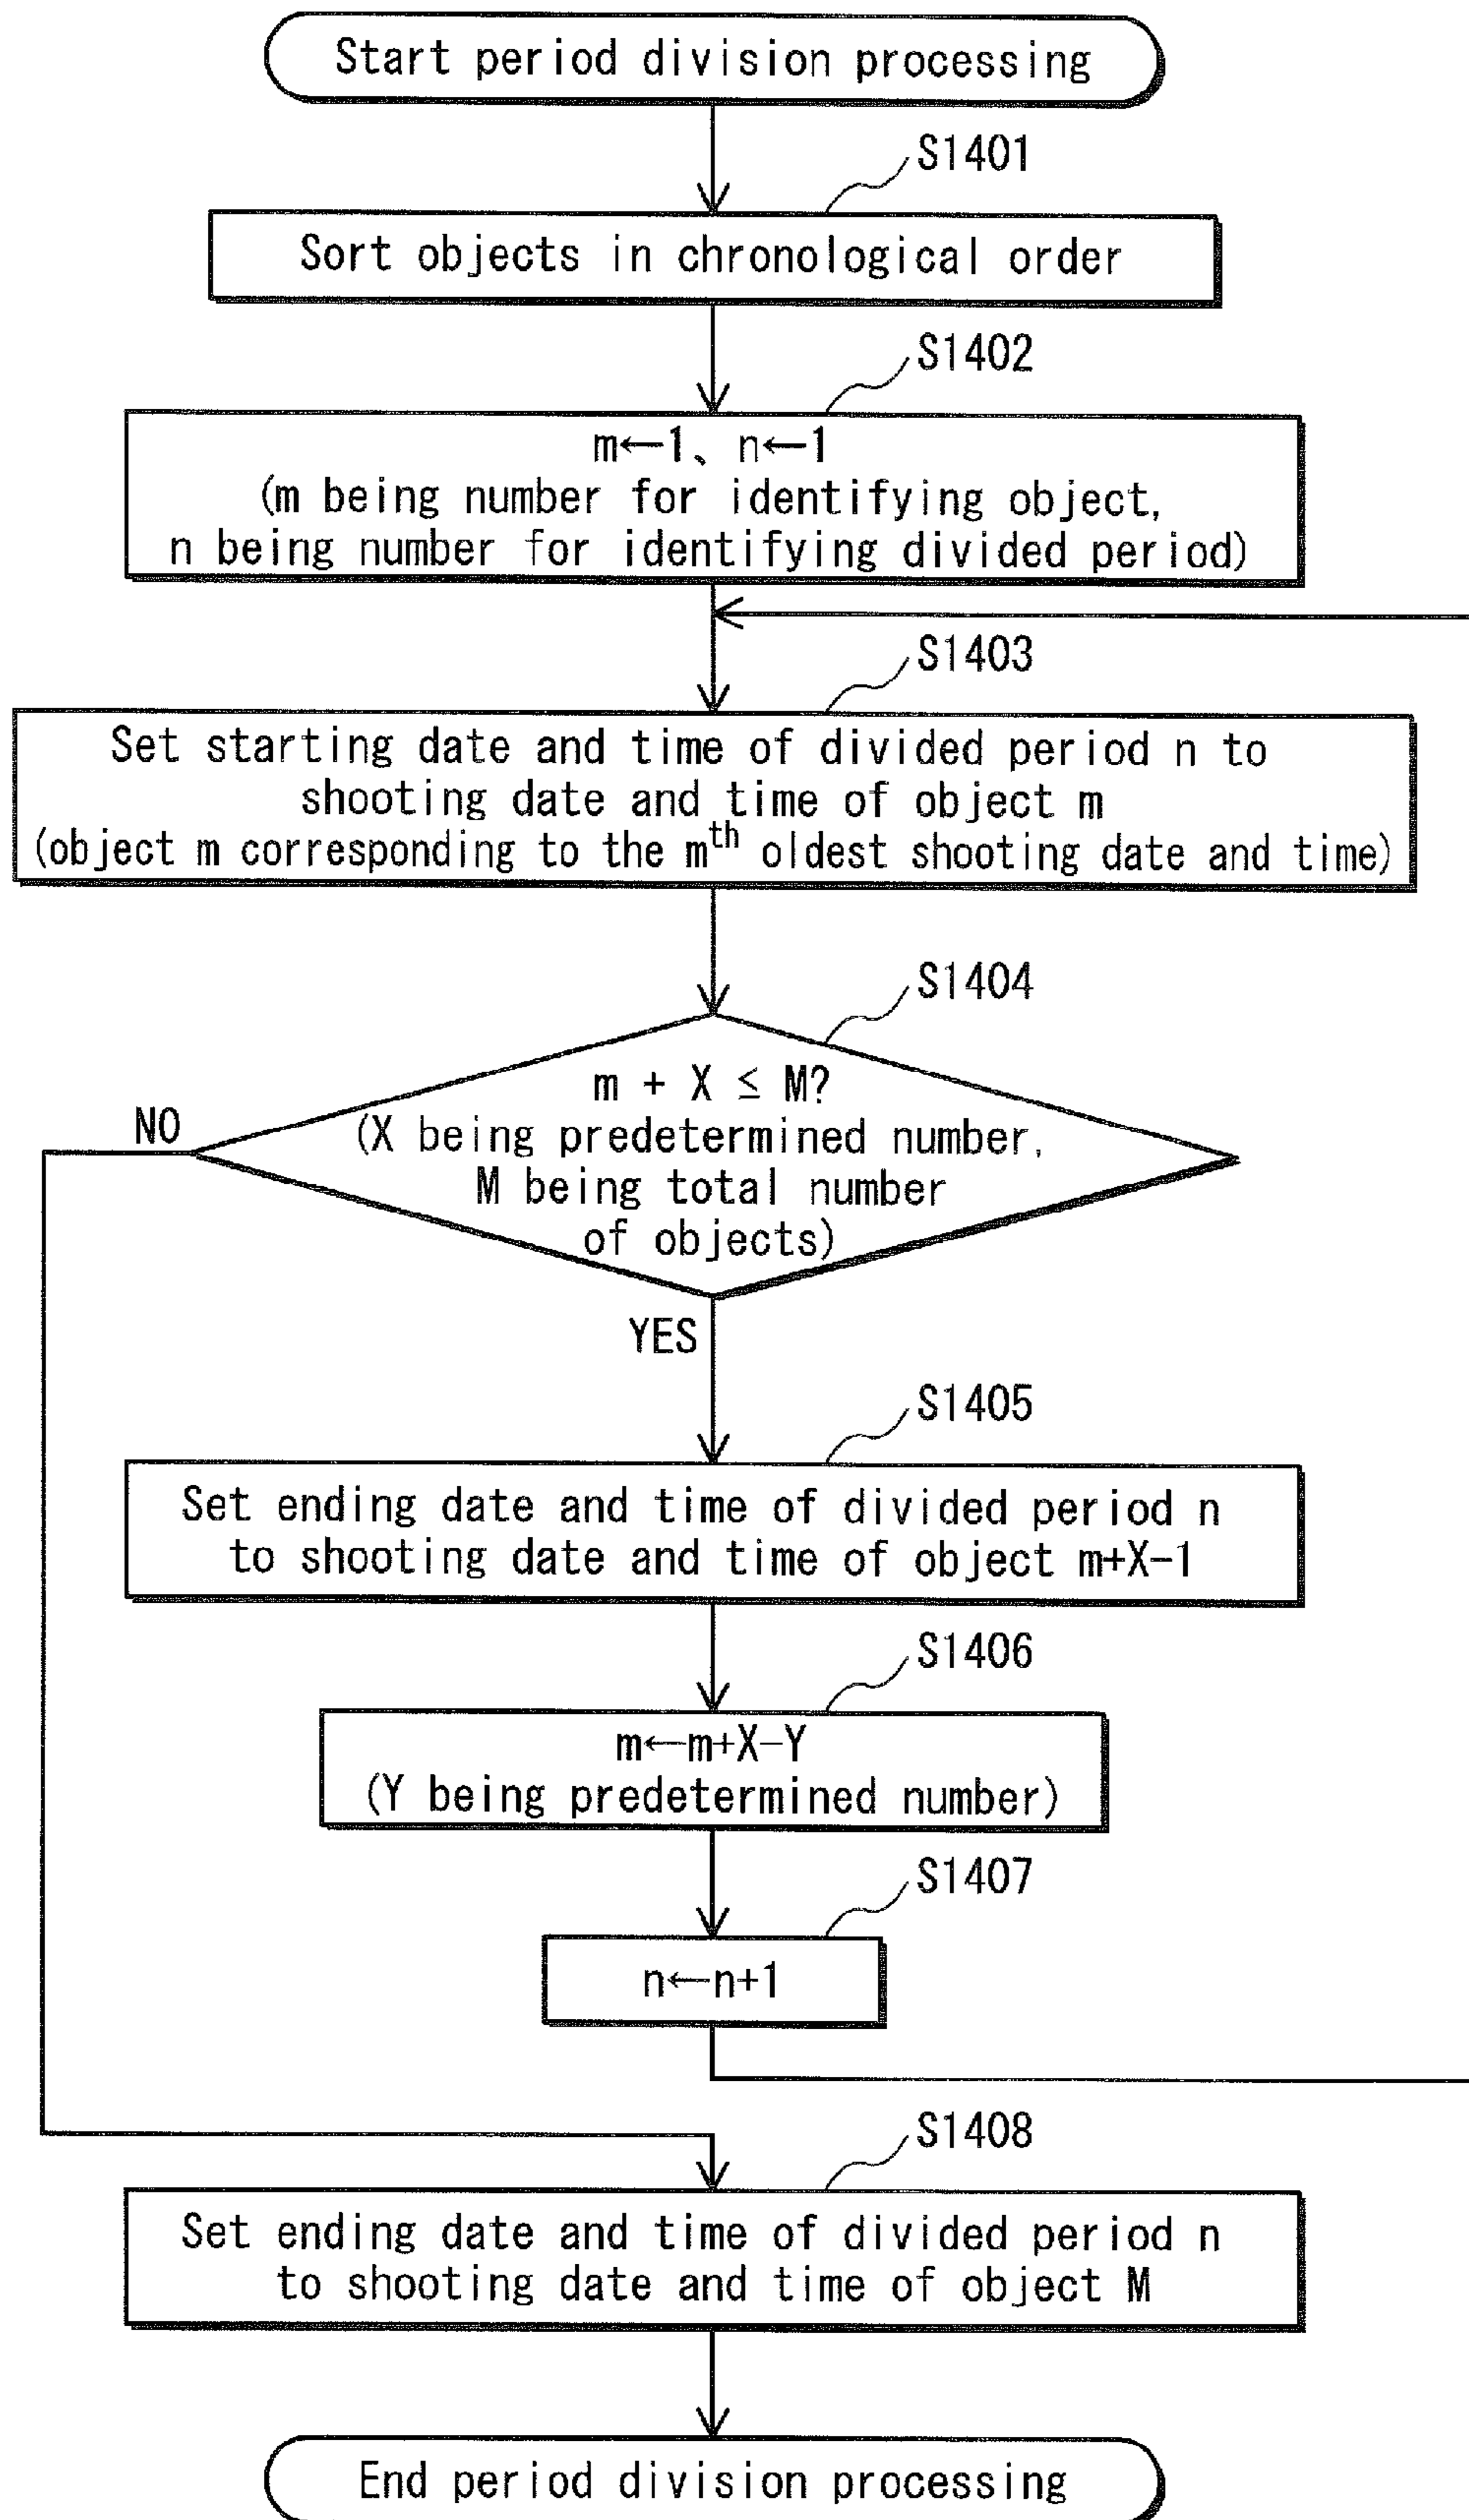 Start period division processing
S1401
Sort objects in chronological order
S1402
m←1、n←1
(m being number for identifying object,
n being number for identifying divided period)
S1403
Set starting date and time of divided period n to
shooting date and time of object m
(object m corresponding to the mth oldest shooting date and time)
S1404
m + X ≦ M?
(X being predetermined number,
M being total number
of objects)
NO
YES
S1405
Set ending date and time of divided period n
to shooting date and time of object m+X-1
S1406
m←m+X-Y
(Y being predetermined number)
S1407
n←n+1
S1408
Set ending date and time of divided period n
to shooting date and time of object M
End period division processing